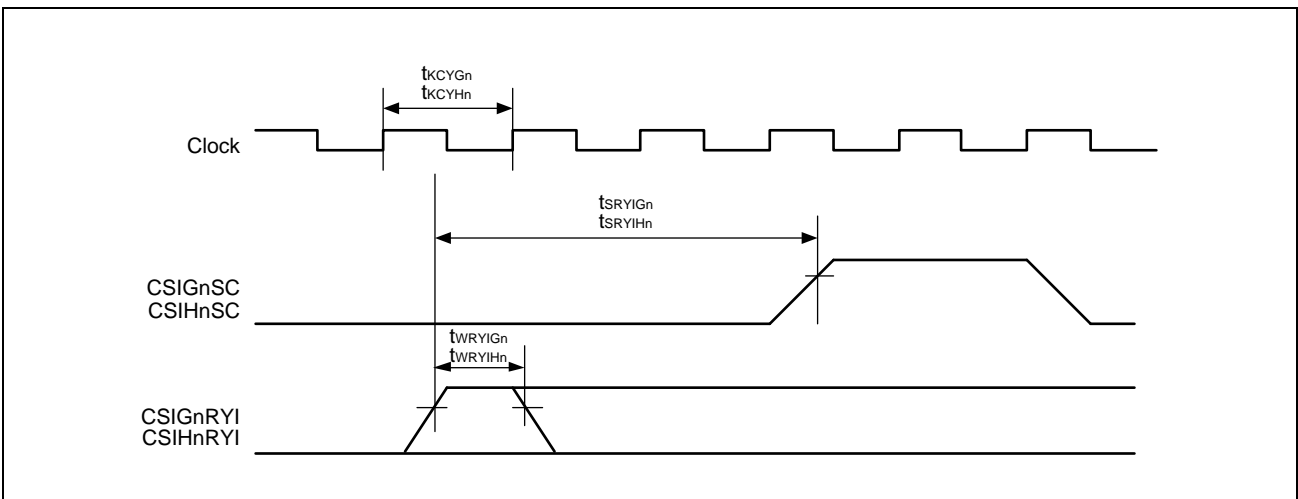 tKCYGn
tKCYHn
Clock
tSRYIGn
tSRYIHn
CSIGnSC
CSIHnSC
tWRYIGn
tWRYIHn
CSIGnRYI
CSIHnRYI